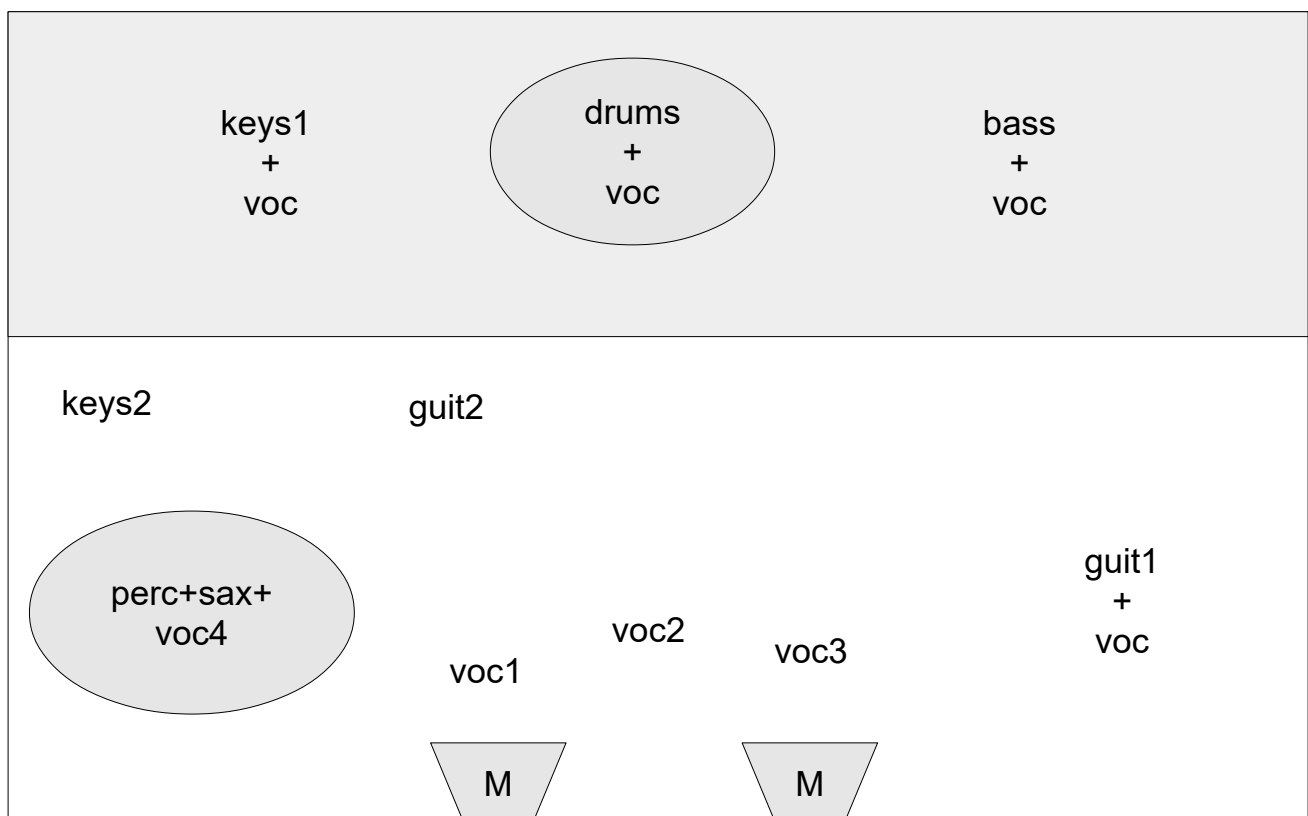 keys1
+
voc
drums
+
voc
bass
+
voc
keys2
guit2
perc+sax+
voc4
voc1
voc2
voc3
guit1
+
voc
M
M